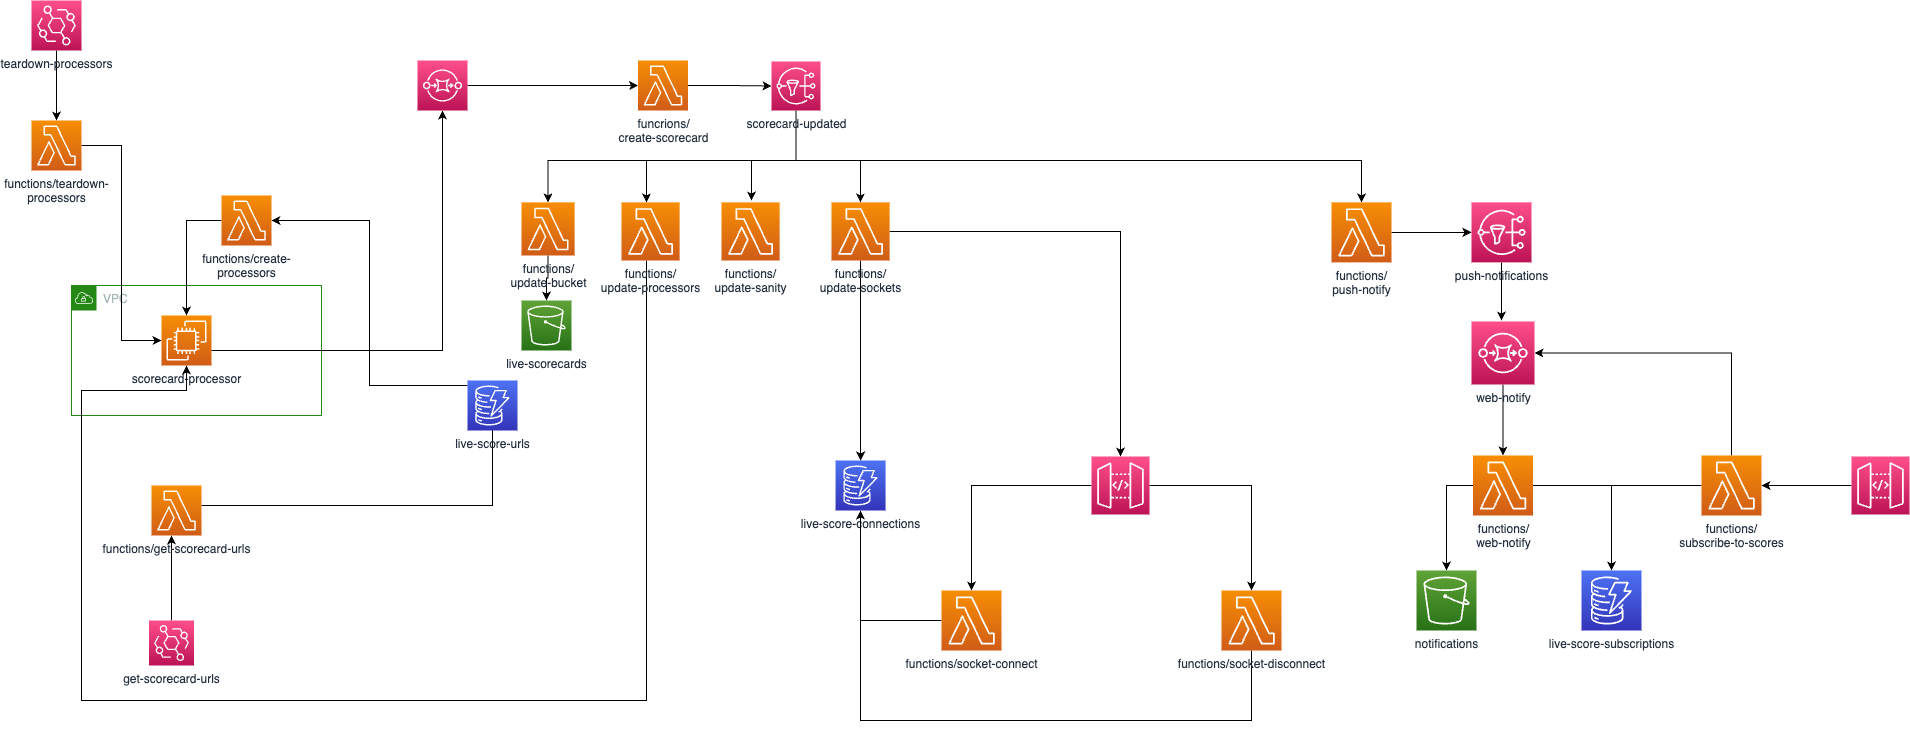 teardown-processors
functions/teardown-
processors
funcrions/
create-scorecard
scorecard-updated
functions/create-
processors
VPC
scorecard-processor
functions/
update-bucket
functions/
update-processors
functions/
update-sanity
functions/
update-sockets
functions/
push-notify
push-notifications
live-scorecards
web-notify
live-score-urls
functions/get-scorecard-urls
live-score-connections
functions/
web-notify
functions/
subscribe-to-scores
get-scorecard-urls
functions/socket-connect
functions/socket-disconnect
notifications
live-score-subscriptions